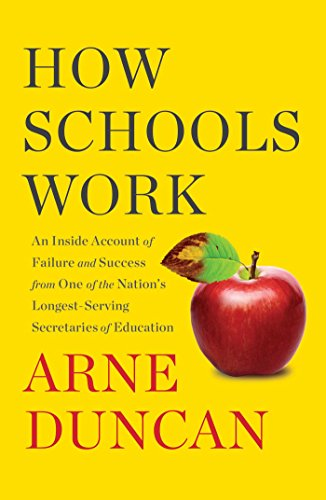 HOW
SCHOOLS
WORK
An Inside Account of
Failure and Success
from One of the Nation's
Longest-Serving
Secretaries of Education
ARNE
DUNCAN